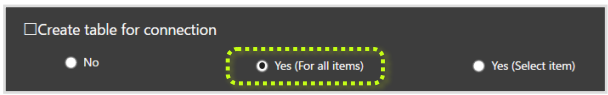 ☐Create table for connection
No Yes (For all items) Yes (Select item)